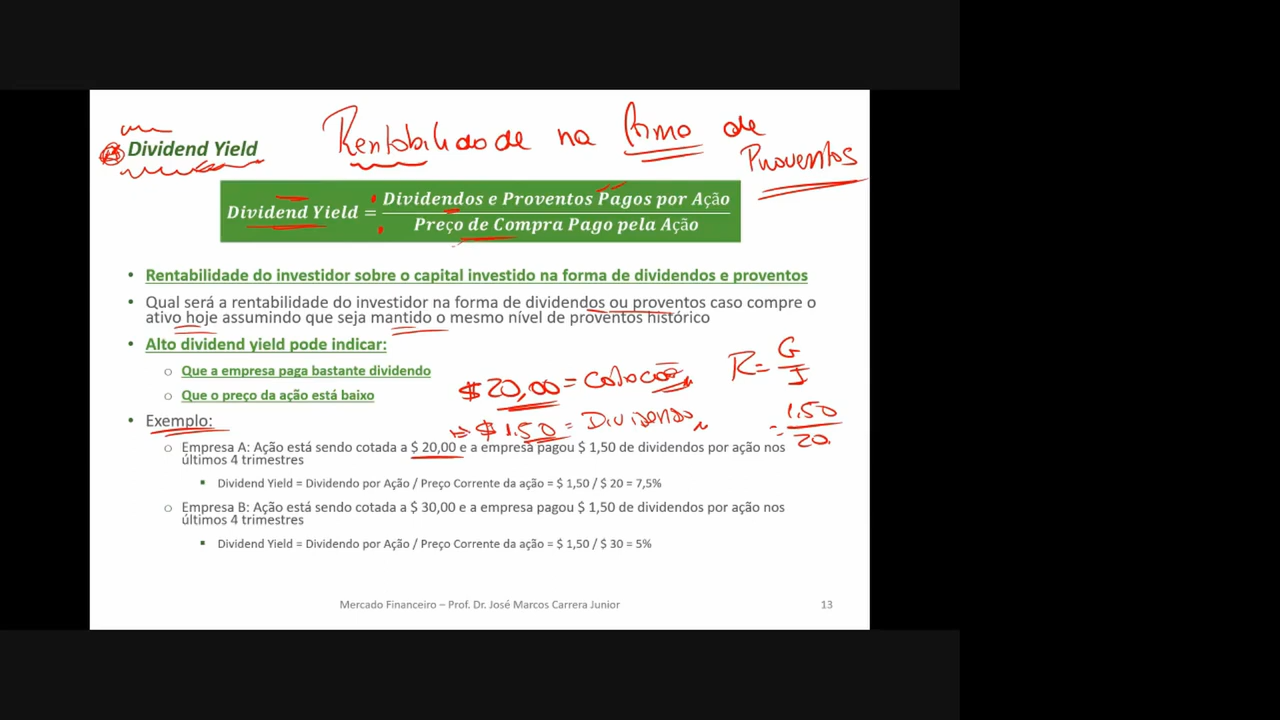 Rentabilidade na forma de
Proventos
Dividend Yield
Dividend Yield = Dividendos e Proventos Pagos por Ação
Preço de Compra Pago pela Ação
• Rentabilidade do investidor sobre o capital investido na forma de dividendos e proventos
• Qual será a rentabilidade do investidor na forma de dividendos ou proventos caso compre o
ativo hoje assumindo que seja mantido o mesmo nível de proventos histórico
• Alto dividend yield pode indicar:
○ Que a empresa paga bastante dividendo
○ Que o preço da ação está baixo
$20,00 = cotação
R = G
I
• Exemplo:
$1,50 = Dividendo
= 1,50
20
○ Empresa A: Ação está sendo cotada a $ 20,00 e a empresa pagou $ 1,50 de dividendos por ação nos
últimos 4 trimestres
▪ Dividend Yield = Dividendo por Ação / Preço Corrente da ação = $ 1,50 / $ 20 = 7,5%
○ Empresa B: Ação está sendo cotada a $ 30,00 e a empresa pagou $ 1,50 de dividendos por ação nos
últimos 4 trimestres
▪ Dividend Yield = Dividendo por Ação / Preço Corrente da ação = $ 1,50 / $ 30 = 5%
Mercado Financeiro – Prof. Dr. José Marcos Carrera Junior 13